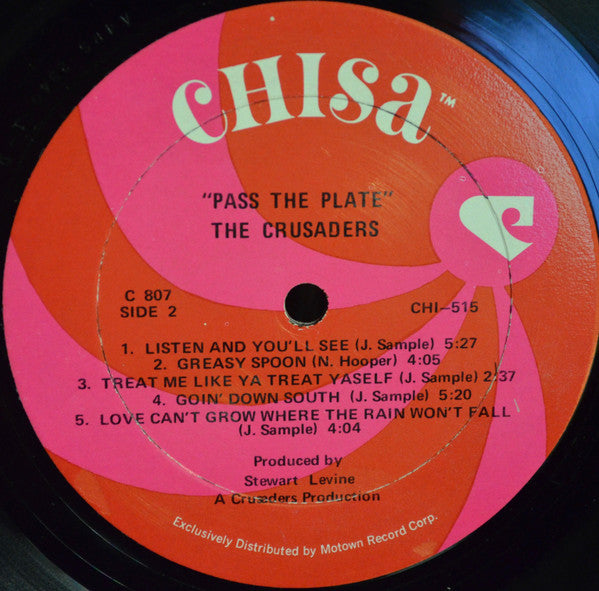 CHISa™
"PASS THE PLATE"
THE CRUSADERS
C 807
SIDE 2
CHI–515
1. LISTEN AND YOU'LL SEE (J. Sample) 5:27
2. GREASY SPOON (N. Hooper) 4:05
3. TREAT ME LIKE YA TREAT YASELF (J. Sample) 2:37
4. GOIN' DOWN SOUTH (J. Sample) 5:20
5. LOVE CAN'T GROW WHERE THE RAIN WON'T FALL
(J. Sample) 4:04
Produced by
Stewart Levine
A Crusaders Production
Exclusively Distributed by Motown Record Corp.